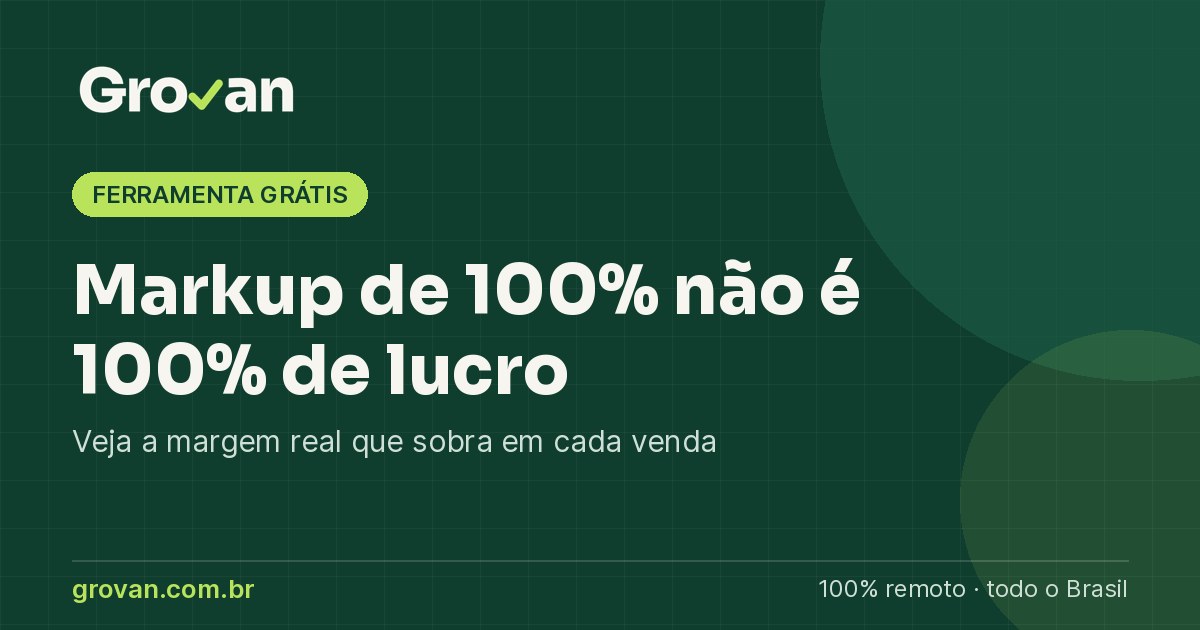 Grovan
FERRAMENTA GRÁTIS
Markup de 100% não é
100% de lucro
Veja a margem real que sobra em cada venda
grovan.com.br
100% remoto · todo o Brasil